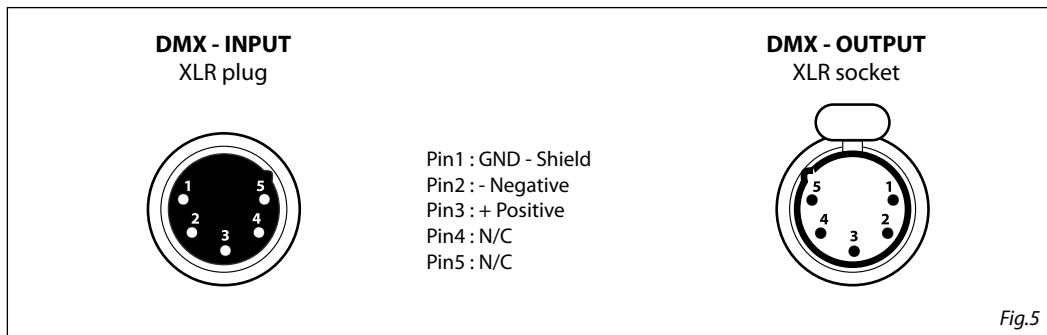 DMX - INPUT
XLR plug
1
5
2
4
3
Pin1 : GND - Shield
Pin2 : - Negative
Pin3 : + Positive
Pin4 : N/C
Pin5 : N/C
DMX - OUTPUT
XLR socket
5
1
4
2
3
Fig.5